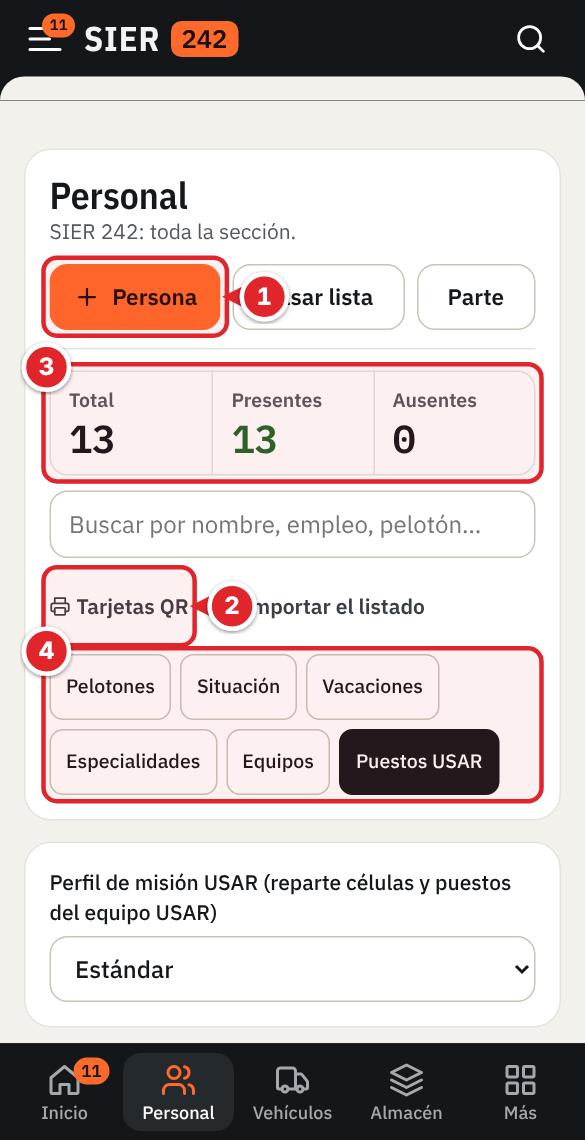 11
SIER 242
Personal
SIER 242: toda la sección.
+ Persona
1
sar lista
Parte
3
Total
Presentes
Ausentes
13
13
0
Buscar por nombre, empleo, pelotón...
Tarjetas QR
2
mportar el listado
4
Pelotones
Situación
Vacaciones
Especialidades
Equipos
Puestos USAR
Perfil de misión USAR (reparte células y puestos
del equipo USAR)
Estándar
11
Inicio
Personal
Vehículos
Almacén
Más